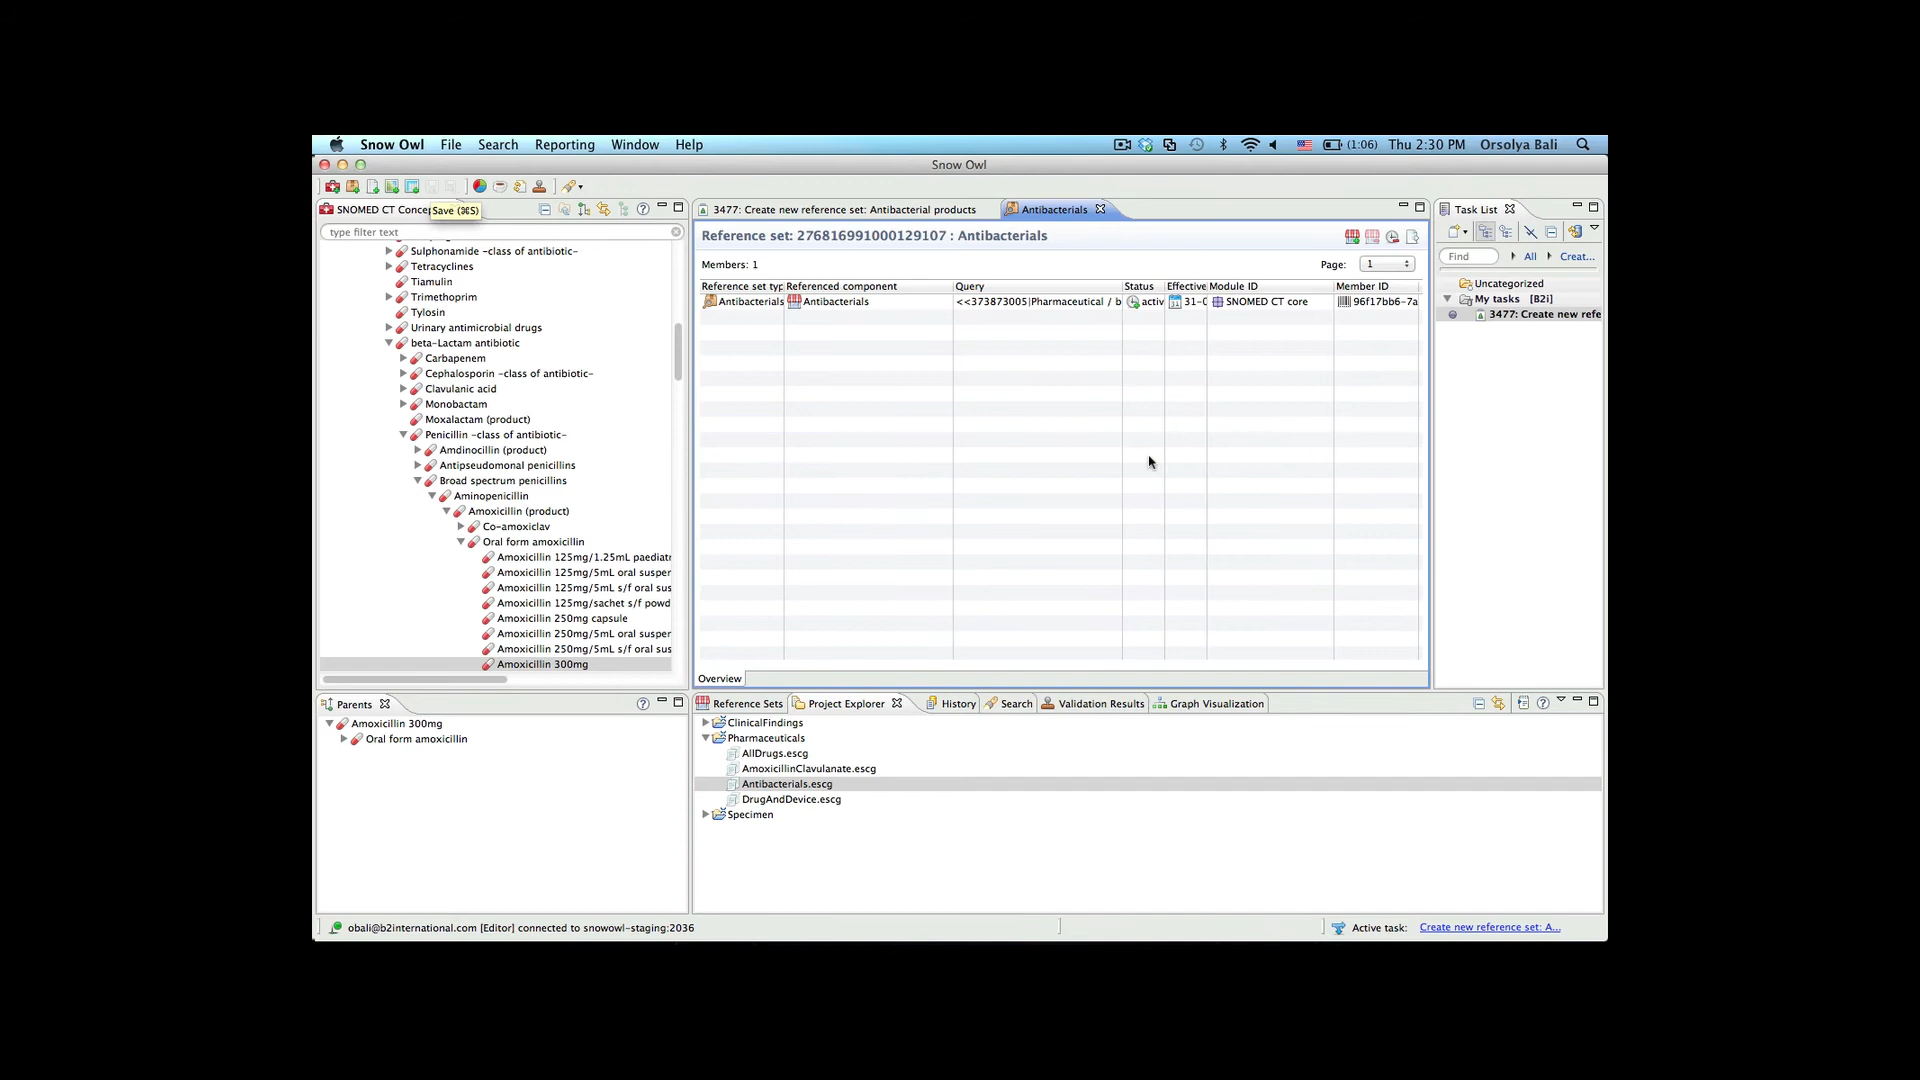 Snow Owl File Search Reporting Window Help (1:06) Thu 2:30 PM Orsolya Bali
Snow Owl
SNOMED CT Concep
Save (⌘S)
type filter text
Sulphonamide -class of antibiotic-
Tetracyclines
Tiamulin
Trimethoprim
Tylosin
Urinary antimicrobial drugs
beta-Lactam antibiotic
Carbapenem
Cephalosporin -class of antibiotic-
Clavulanic acid
Monobactam
Moxalactam (product)
Penicillin -class of antibiotic-
Amdinocillin (product)
Antipseudomonal penicillins
Broad spectrum penicillins
Aminopenicillin
Amoxicillin (product)
Co-amoxiclav
Oral form amoxicillin
Amoxicillin 125mg/1.25mL paediatr
Amoxicillin 125mg/5mL oral susper
Amoxicillin 125mg/5mL s/f oral sus
Amoxicillin 125mg/sachet s/f powd
Amoxicillin 250mg capsule
Amoxicillin 250mg/5mL oral susper
Amoxicillin 250mg/5mL s/f oral sus
Amoxicillin 300mg
3477: Create new reference set: Antibacterial products
Antibacterials
Reference set: 276816991000129107 : Antibacterials
Members: 1
Page: 1
Reference set typ Referenced component Query Status Effective Module ID Member ID
Antibacterials Antibacterials <<373873005|Pharmaceutical / b activ 31-0 SNOMED CT core 96f17bb6-7a
Overview
Task List
Find All Creat...
Uncategorized
My tasks [B2i]
3477: Create new refe
Parents
Amoxicillin 300mg
Oral form amoxicillin
Reference Sets Project Explorer History Search Validation Results Graph Visualization
ClinicalFindings
Pharmaceuticals
AllDrugs.escg
AmoxicillinClavulanate.escg
Antibacterials.escg
DrugAndDevice.escg
Specimen
obali@b2international.com [Editor] connected to snowowl-staging:2036
Active task: Create new reference set: A...